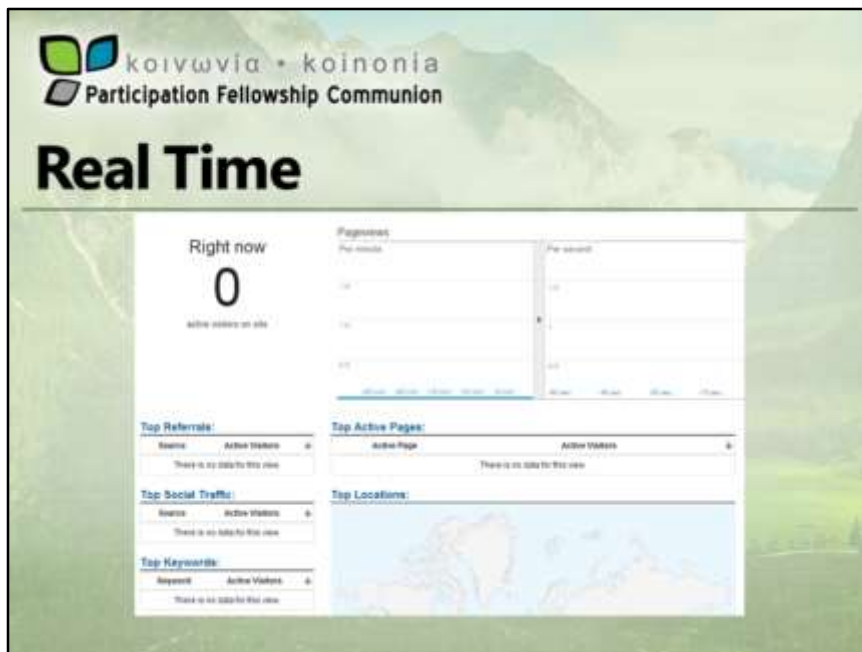 κοινωνία • koinonia
Participation Fellowship Communion
Real Time
Right now
0
active visitors on site
Pageviews
Per minute
Per second
Top Referrals:
Source Active Visitors
There is no data for this view
Top Active Pages:
Active Page Active Visitors
There is no data for this view
Top Social Traffic:
Source Active Visitors
There is no data for this view
Top Locations:
Top Keywords:
Keyword Active Visitors
There is no data for this view